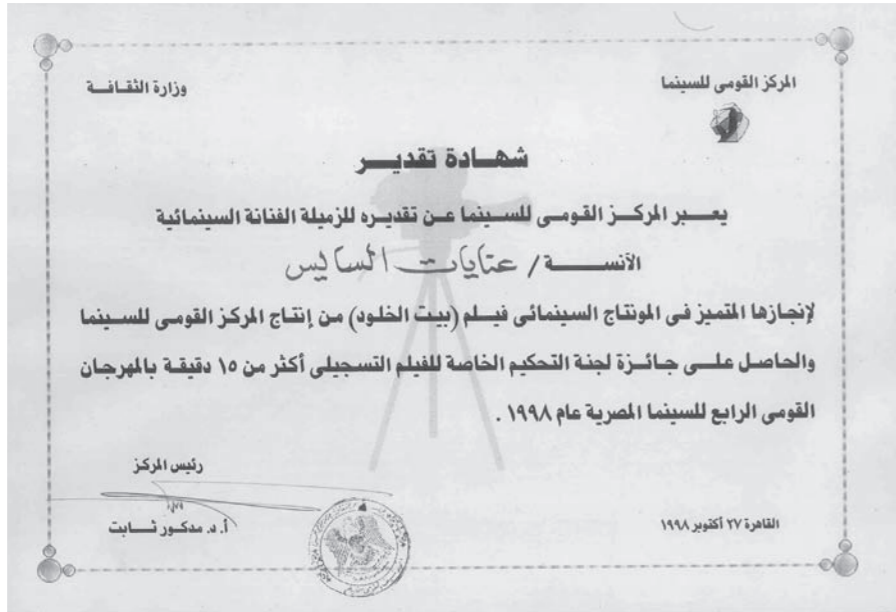 المركز القومى للسينما
وزارة الثقافة
شهادة تقدير
يعبر المركز القومى للسينما عن تقديره للزميلة الفنانة السينمائية
الآنسة / عنايات السايس
لإنجازها المتميز فى المونتاج السينمائى فيلم (بيت الخلود) من إنتاج المركز القومى للسينما
والحاصل على جائزة لجنة التحكيم الخاصة للفيلم التسجيلى أكثر من ١٥ دقيقة بالمهرجان
القومى الرابع للسينما المصرية عام ١٩٩٨ .
رئيس المركز
أ. د. مدكور ثابت
القاهرة ٢٧ أكتوبر ١٩٩٨